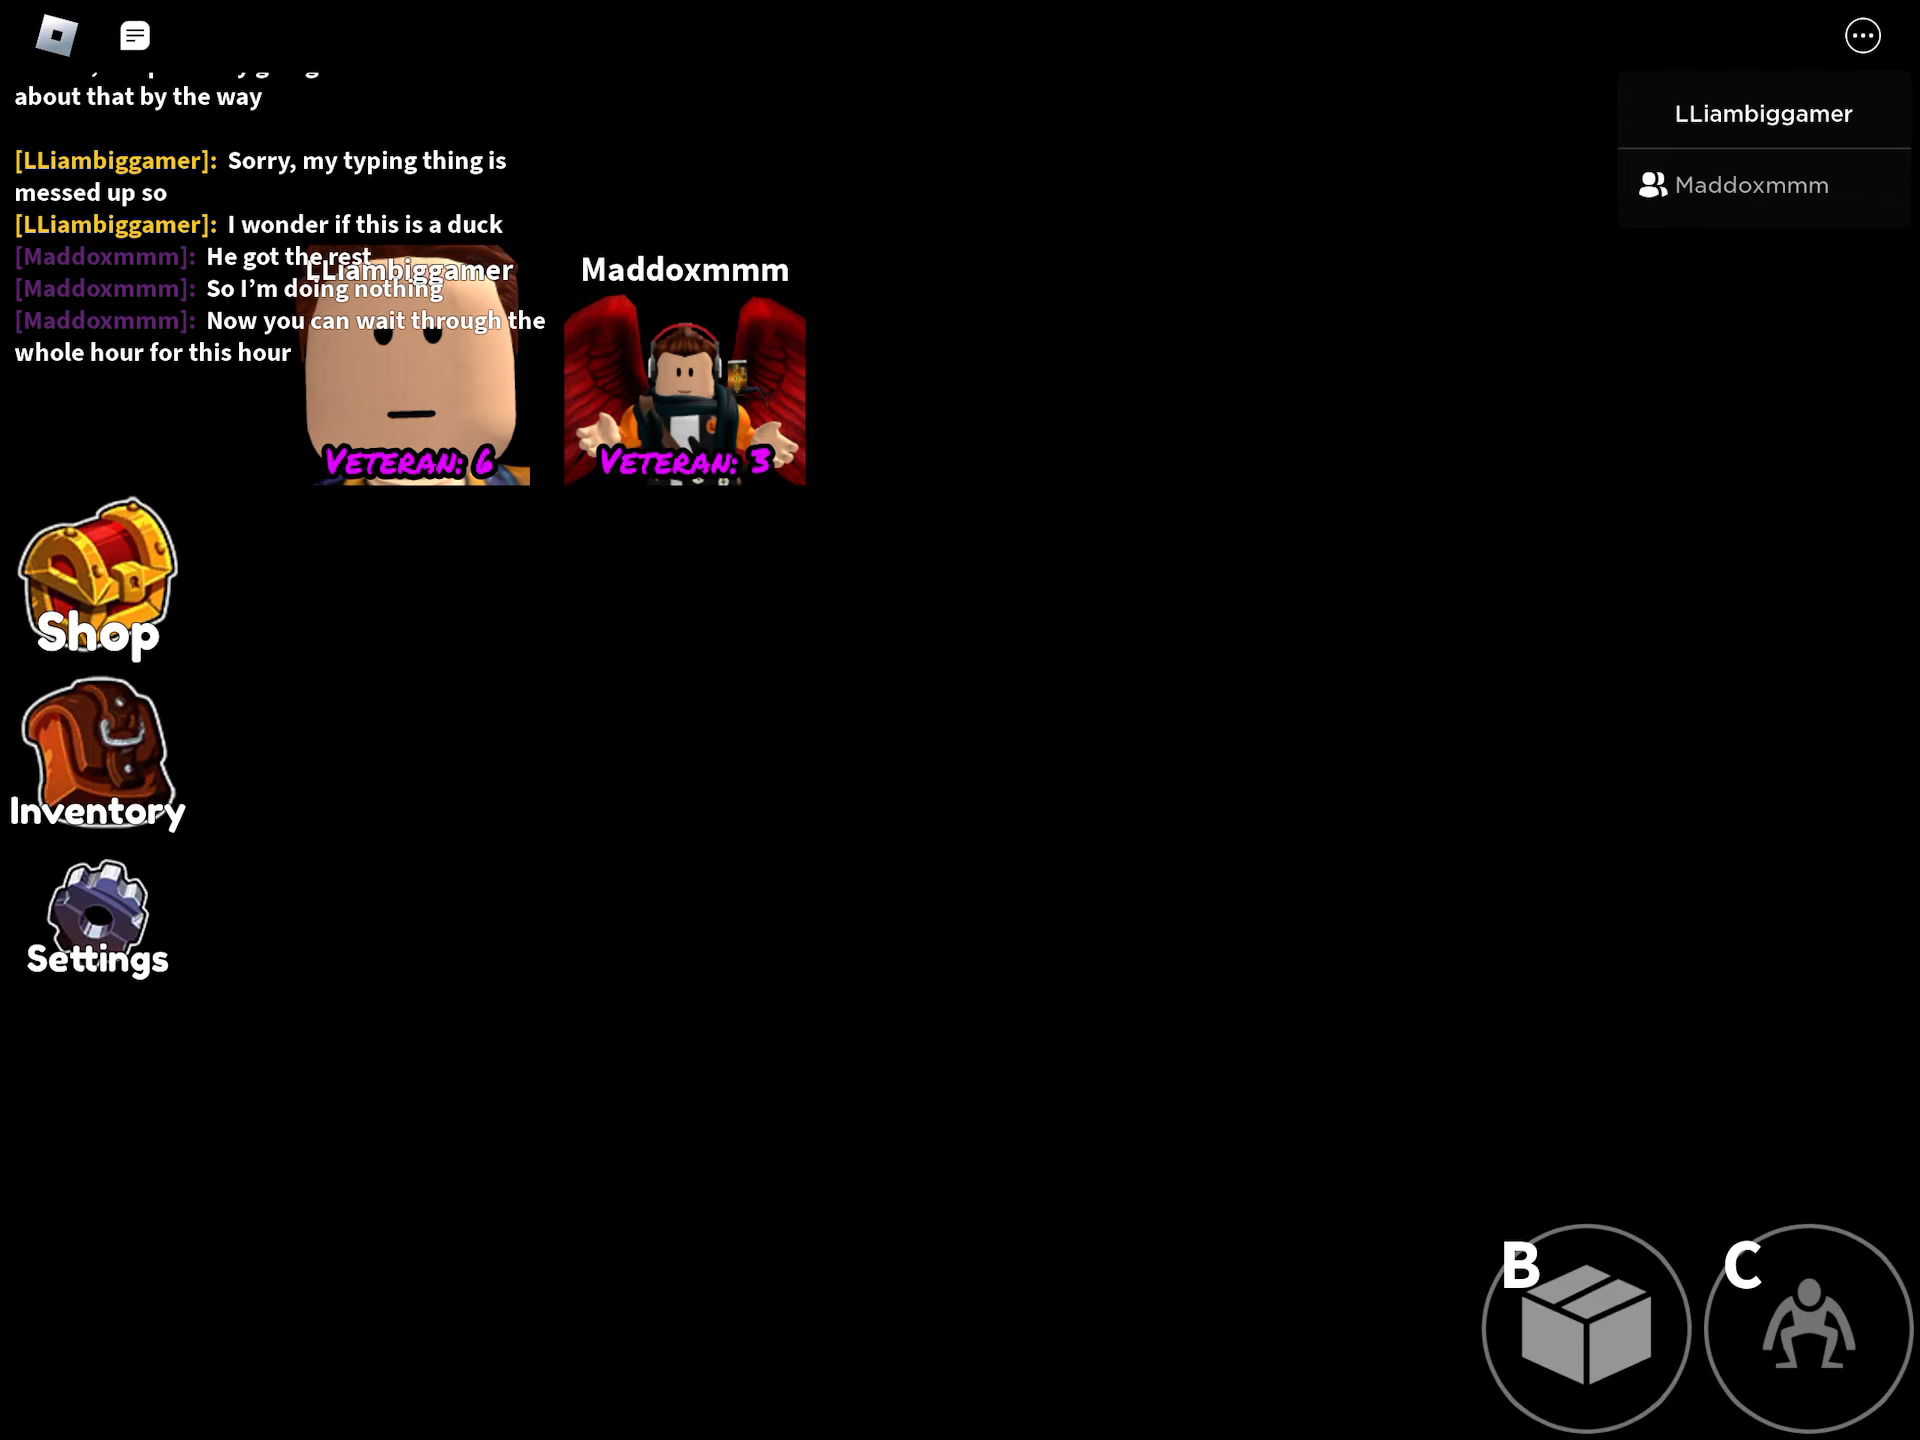 about that by the way
[LLiambiggamer]: Sorry, my typing thing is
messed up so
[LLiambiggamer]: I wonder if this is a duck
[Maddoxmmm]: He got the rest
[Maddoxmmm]: So I'm doing nothing
[Maddoxmmm]: Now you can wait through the
whole hour for this hour
LLiambiggamer
Maddoxmmm
LLiambiggamer
VETERAN: 6
Maddoxmmm
VETERAN: 3
Shop
Inventory
Settings
B
C